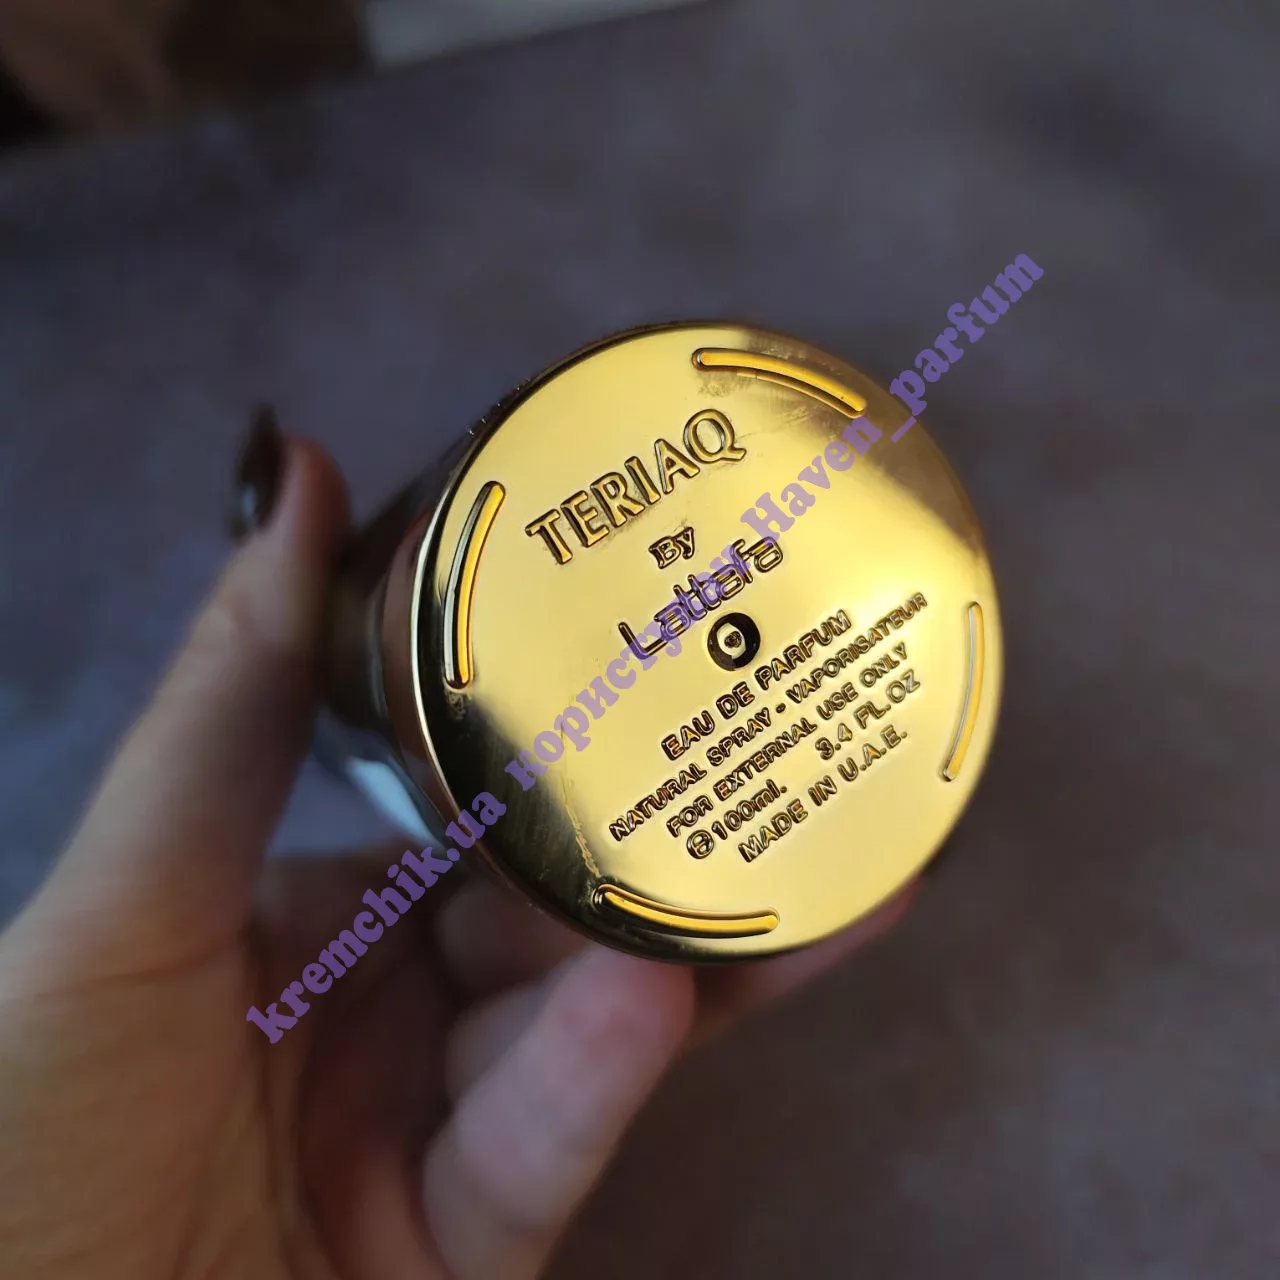 TERIAQ
By
Lattafa
EAU DE PARFUM
NATURAL SPRAY - VAPORISATEUR
FOR EXTERNAL USE ONLY
℮ 100ml. 3.4 FL. OZ
MADE IN U.A.E.
kremchik.ua користувач Haven_parfum